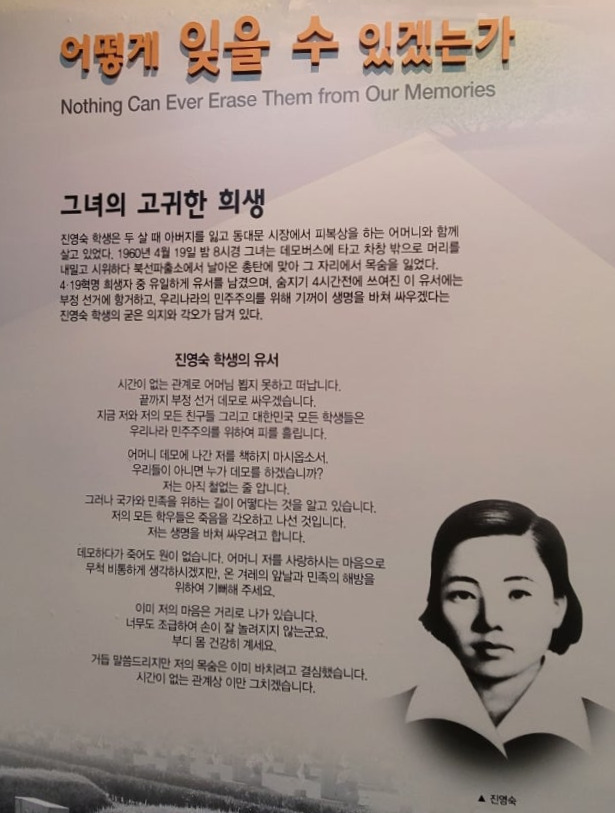 어떻게 잊을 수 있겠는가
Nothing Can Ever Erase Them from Our Memories
그녀의 고귀한 희생
진영숙 학생은 두 살 때 아버지를 잃고 동대문 시장에서 피복상을 하는 어머니와 함께
살고 있었다. 1960년 4월 19일 밤 8시경 그녀는 데모버스에 타고 차창 밖으로 머리를
내밀고 시위하다 북선파출소에서 날아온 총탄에 맞아 그 자리에서 목숨을 잃었다.
4·19혁명 희생자 중 유일하게 유서를 남겼으며, 숨지기 4시간전에 쓰여진 이 유서에는
부정 선거에 항거하고, 우리나라의 민주주의를 위해 기꺼이 생명을 바쳐 싸우겠다는
진영숙 학생의 굳은 의지와 각오가 담겨 있다.
진영숙 학생의 유서
시간이 없는 관계로 어머님 뵙지 못하고 떠납니다.
끝까지 부정 선거 데모로 싸우겠습니다.
지금 저와 저의 모든 친구들 그리고 대한민국 모든 학생들은
우리나라 민주주의를 위하여 피를 흘립니다.
어머니 데모에 나간 저를 책하지 마시옵소서.
우리들이 아니면 누가 데모를 하겠습니까?
저는 아직 철없는 줄 압니다.
그러나 국가와 민족을 위하는 길이 어떻다는 것을 알고 있습니다.
저의 모든 학우들은 죽음을 각오하고 나선 것입니다.
저는 생명을 바쳐 싸우려고 합니다.
데모하다가 죽어도 원이 없습니다. 어머니 저를 사랑하시는 마음으로
무척 비통하게 생각하시겠지만, 온 겨레의 앞날과 민족의 해방을
위하여 기뻐해 주세요.
이미 저의 마음은 거리로 나가 있습니다.
너무도 조급하여 손이 잘 놀려지지 않는군요.
부디 몸 건강히 계세요.
거듭 말씀드리지만 저의 목숨은 이미 바치려고 결심했습니다.
시간이 없는 관계상 이만 그치겠습니다.
▲ 진영숙